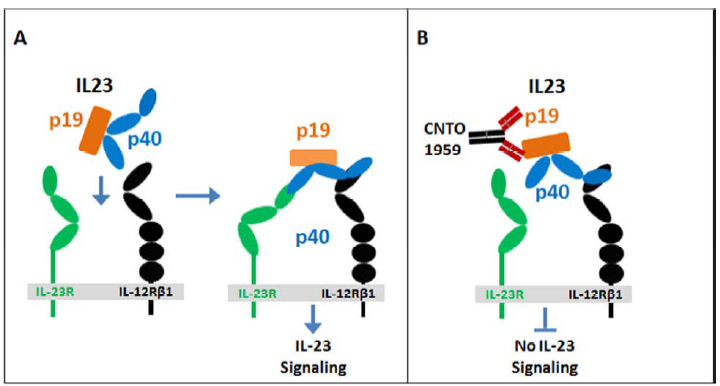 A
IL23
p19
p40
IL-23R
IL-12Rβ1
p19
p40
IL-23R
IL-12Rβ1
IL-23
Signaling
B
IL23
p19
CNTO
1959
p40
IL-23R
IL-12Rβ1
No IL-23
Signaling